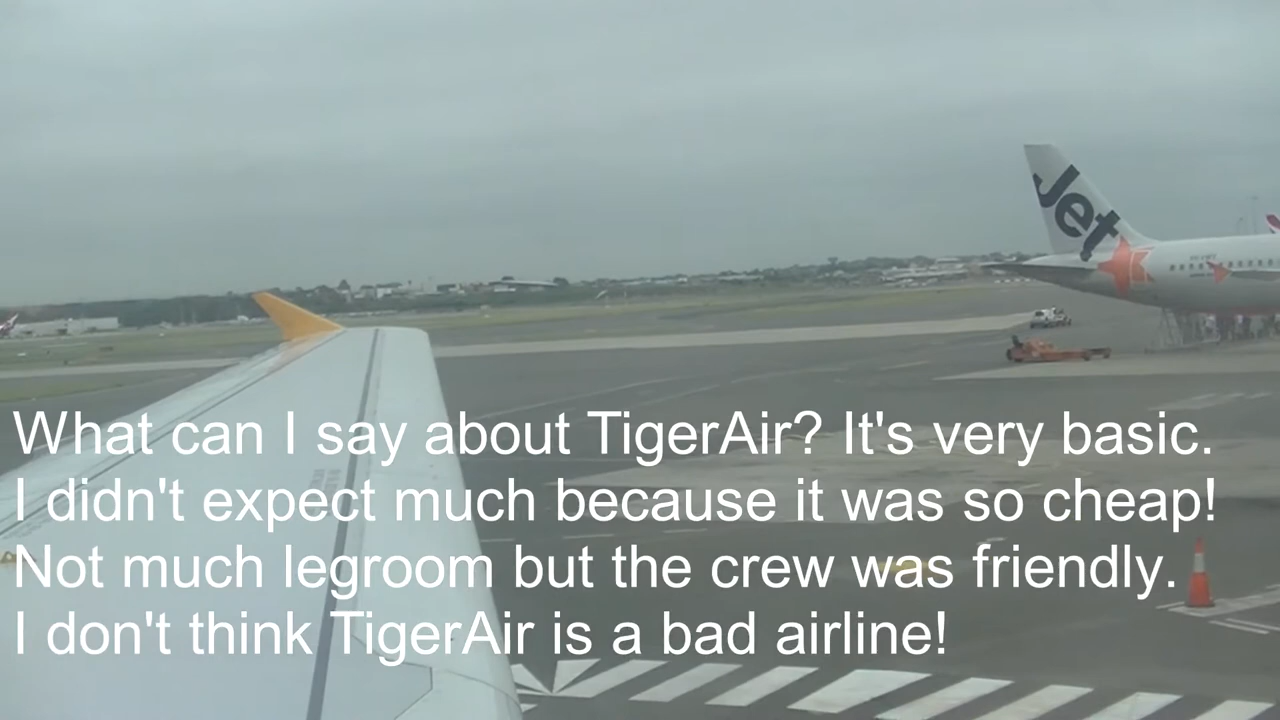 Jet
What can I say about TigerAir? It's very basic.
I didn't expect much because it was so cheap!
Not much legroom but the crew was friendly.
I don't think TigerAir is a bad airline!